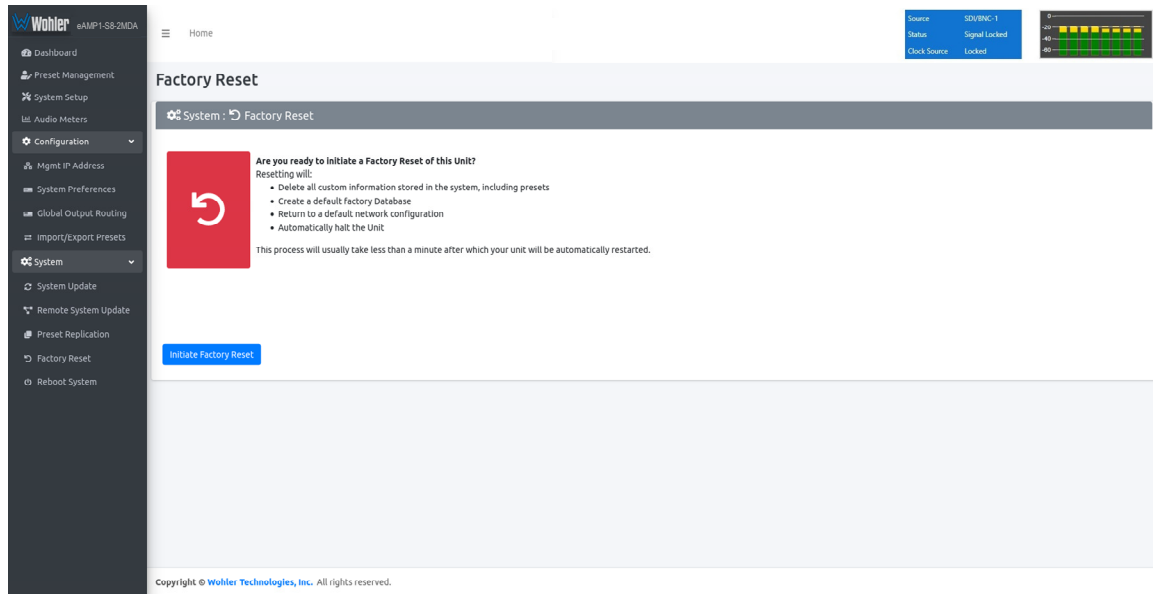 Wohler eAMP1-S8-2MDA
Dashboard
Preset Management
System Setup
Audio Meters
Configuration
Mgmt IP Address
System Preferences
Global Output Routing
Import/Export Presets
System
System Update
Remote System Update
Preset Replication
Factory Reset
Reboot System
Home
Source SDI/BNC-1
Status Signal Locked
Clock Source Locked
0
-20
-40
-60
Factory Reset
System : Factory Reset
Are you ready to initiate a Factory Reset of this Unit?
Resetting will:
• Delete all custom information stored in the system, including presets
• Create a default factory Database
• Return to a default network configuration
• Automatically halt the Unit
This process will usually take less than a minute after which your unit will be automatically restarted.
Initiate Factory Reset
Copyright © Wohler Technologies, Inc. All rights reserved.